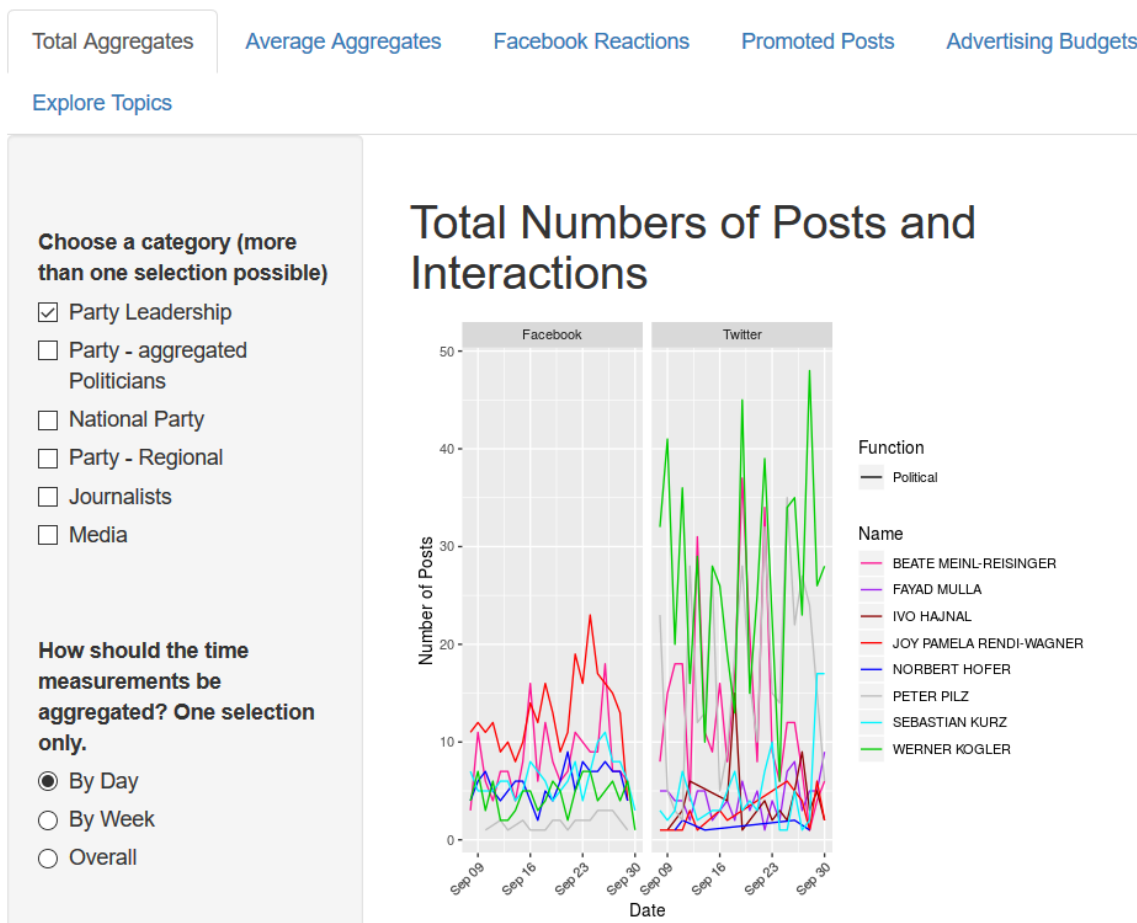 Total Aggregates
Average Aggregates
Facebook Reactions
Promoted Posts
Advertising Budgets
Explore Topics
Choose a category (more
than one selection possible)
Party Leadership
Party - aggregated
Politicians
National Party
Party - Regional
Journalists
Media
How should the time
measurements be
aggregated? One selection
only.
By Day
By Week
Overall
Total Numbers of Posts and
Interactions
Facebook
Twitter
Number of Posts
50
40
30
20
10
0
Sep 09
Sep 16
Sep 23
Sep 30
Sep 09
Sep 16
Sep 23
Sep 30
Date
Function
Political
Name
BEATE MEINL-REISINGER
FAYAD MULLA
IVO HAJNAL
JOY PAMELA RENDI-WAGNER
NORBERT HOFER
PETER PILZ
SEBASTIAN KURZ
WERNER KOGLER